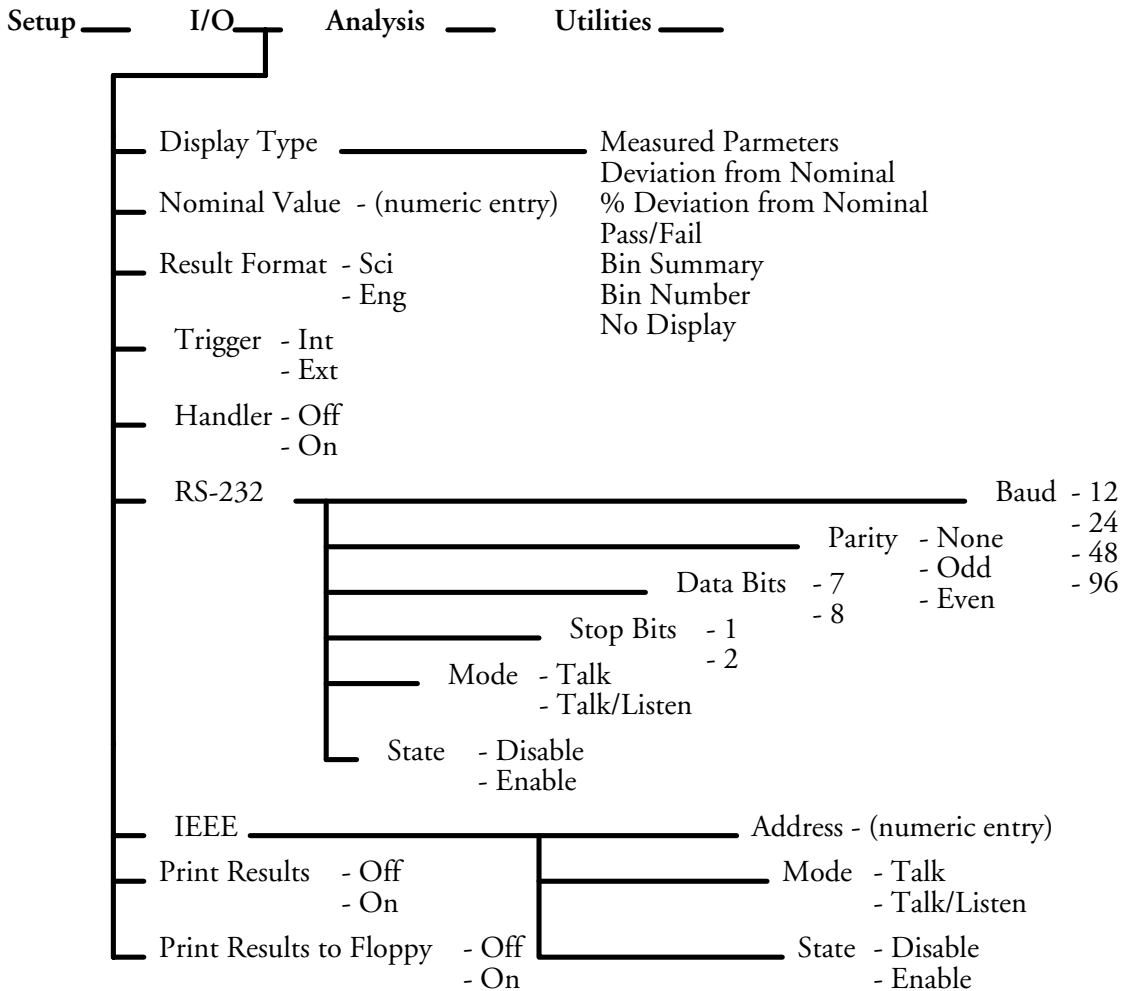 Setup I/O Analysis Utilities
Display Type Measured Parmeters
Deviation from Nominal
Nominal Value - (numeric entry) % Deviation from Nominal
Pass/Fail
Result Format - Sci Bin Summary
- Eng Bin Number
No Display
Trigger - Int
- Ext
Handler - Off
- On
RS-232 Baud - 12
- 24
Parity - None - 48
- Odd - 96
- Even
Data Bits - 7
- 8
Stop Bits - 1
- 2
Mode - Talk
- Talk/Listen
State - Disable
- Enable
IEEE Address - (numeric entry)
Print Results - Off Mode - Talk
- On - Talk/Listen
Print Results to Floppy - Off State - Disable
- On - Enable